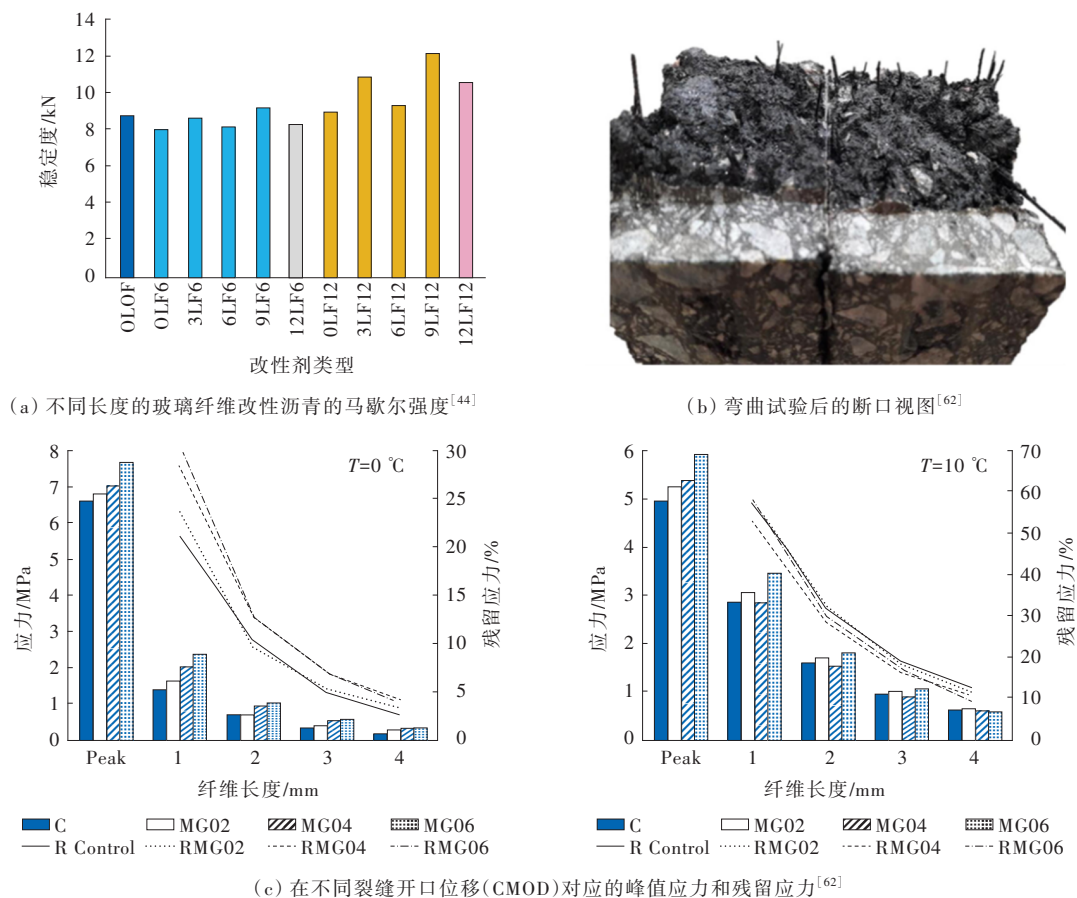 14
12
10
8
6
4
2
0
稳定度/kN
OLOF
OLF6
3LF6
6LF6
9LF6
12LF6
0LF12
3LF12
6LF12
9LF12
12LF12
改性剂类型
(a) 不同长度的玻璃纤维改性沥青的马歇尔强度[44]
(b) 弯曲试验后的断口视图[62]
8
7
6
5
4
3
2
1
0
应力/MPa
T=0 ℃
30
25
20
15
10
5
0
残留应力/%
Peak 1 2 3 4
纤维长度/mm
C MG02 MG04 MG06
R Control RMG02 RMG04 RMG06
6
5
4
3
2
1
0
应力/MPa
T=10 ℃
70
60
50
40
30
20
10
0
残留应力/%
Peak 1 2 3 4
纤维长度/mm
C MG02 MG04 MG06
R Control RMG02 RMG04 RMG06
(c) 在不同裂缝开口位移(CMOD)对应的峰值应力和残留应力[62]